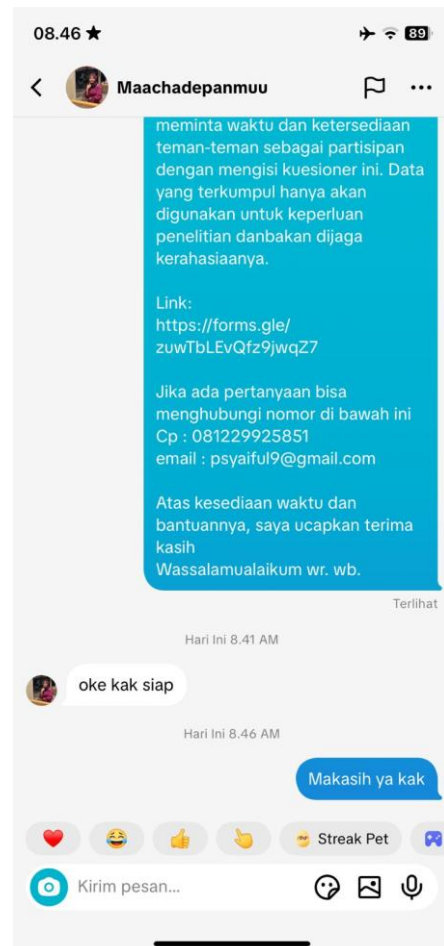 08.46 ★
89
Maachadepanmuu
meminta waktu dan ketersediaan
teman-teman sebagai partisipan
dengan mengisi kuesioner ini. Data
yang terkumpul hanya akan
digunakan untuk keperluan
penelitian danbakan dijaga
kerahasiaanya.
Link:
https://forms.gle/
zuwTbLEvQfz9jwqZ7
Jika ada pertanyaan bisa
menghubungi nomor di bawah ini
Cp : 081229925851
email : psyaiful9@gmail.com
Atas kesediaan waktu dan
bantuannya, saya ucapkan terima
kasih
Wassalamualaikum wr. wb.
Terlihat
Hari Ini 8.41 AM
oke kak siap
Hari Ini 8.46 AM
Makasih ya kak
Streak Pet
Kirim pesan...